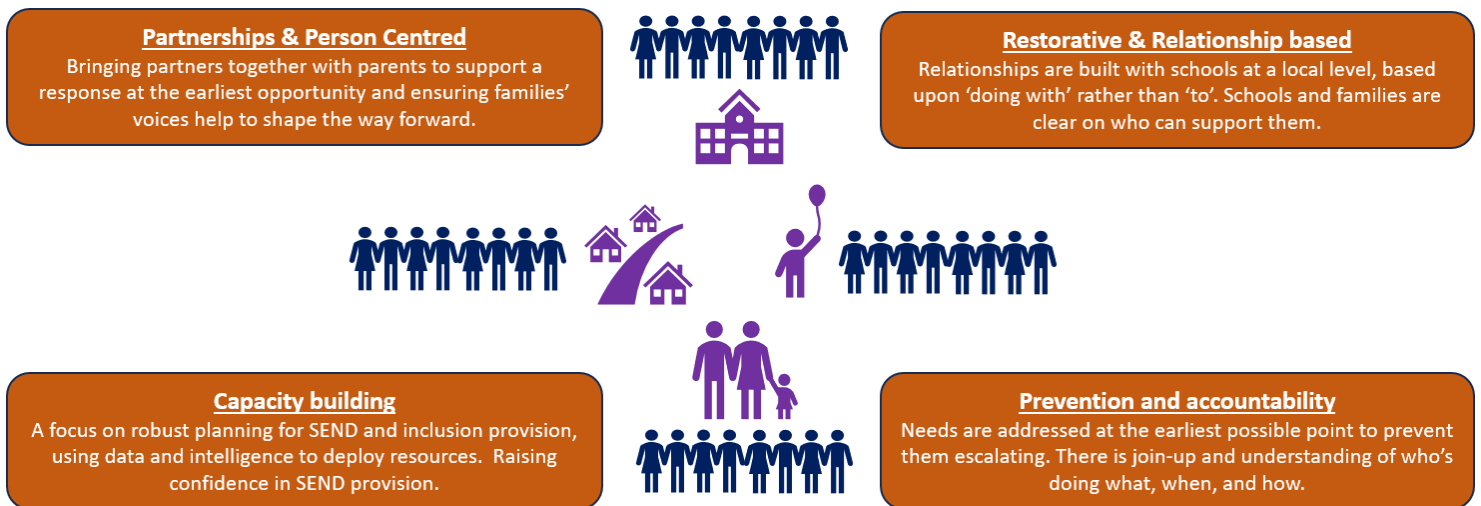 Partnerships & Person Centred
Bringing partners together with parents to support a
response at the earliest opportunity and ensuring families’
voices help to shape the way forward.
Restorative & Relationship based
Relationships are built with schools at a local level, based
upon ‘doing with’ rather than ‘to’. Schools and families are
clear on who can support them.
Capacity building
A focus on robust planning for SEND and inclusion provision,
using data and intelligence to deploy resources.  Raising
confidence in SEND provision.
Prevention and accountability
Needs are addressed at the earliest possible point to prevent
them escalating. There is join-up and understanding of who’s
doing what, when, and how.